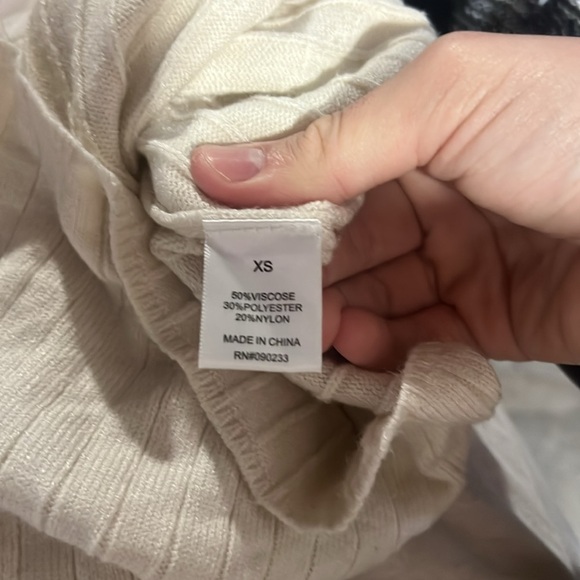 XS
50%VISCOSE
30%POLYESTER
20%NYLON
MADE IN CHINA
RN#090233